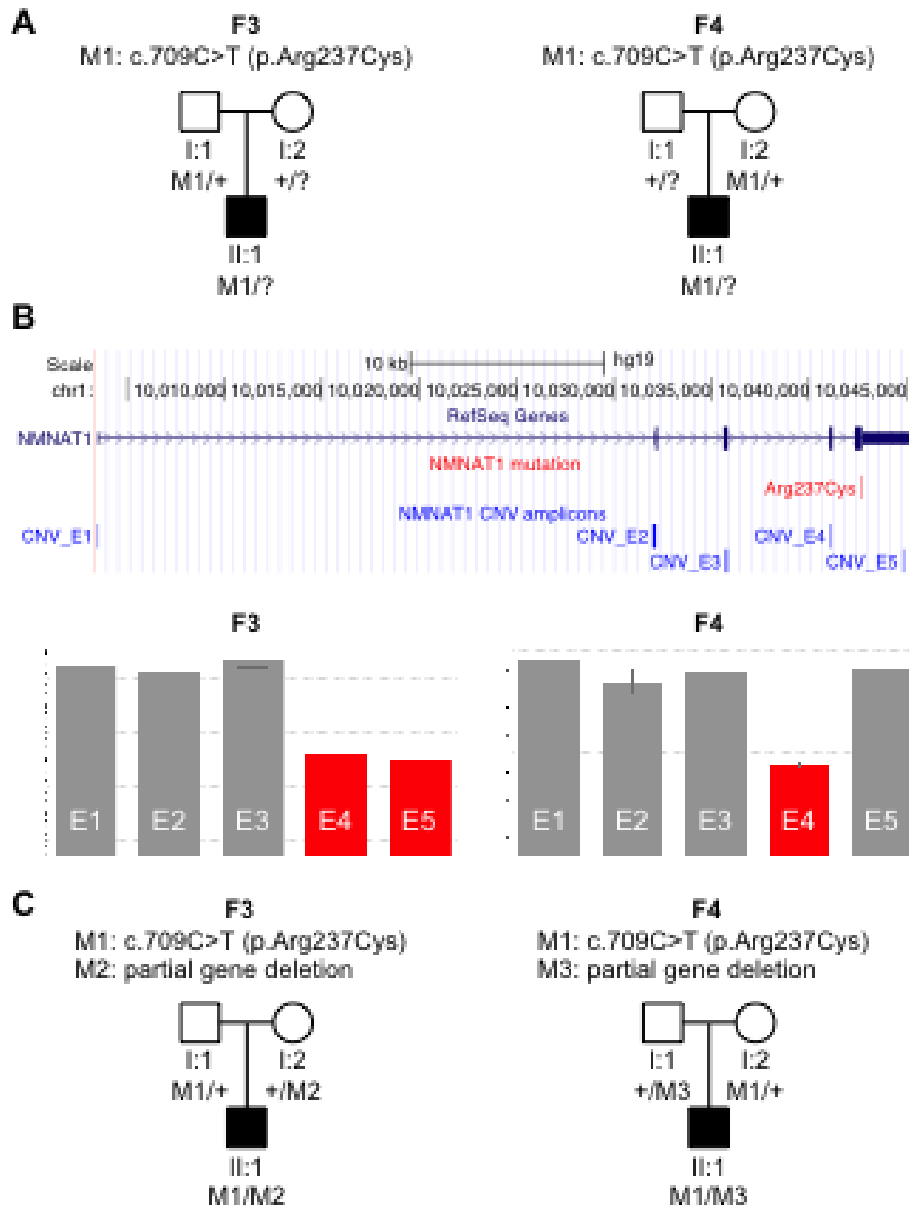 A
F3
M1: c.709C>T (p.Arg237Cys)
I:1
I:2
M1/+
+/?
II:1
M1/?
F4
M1: c.709C>T (p.Arg237Cys)
I:1
I:2
+/?
M1/+
II:1
M1/?
B
Scale
10 kb
hg19
chr1:
10,010,000
10,015,000
10,020,000
10,025,000
10,030,000
10,035,000
10,040,000
10,045,000
RefSeq Genes
NMNAT1
NMNAT1 mutation
Arg237Cys
NMNAT1 CNV amplicons
CNV_E1
CNV_E2
CNV_E4
CNV_E3
CNV_E5
F3
E1
E2
E3
E4
E5
F4
E1
E2
E3
E4
E5
C
F3
M1: c.709C>T (p.Arg237Cys)
M2: partial gene deletion
I:1
I:2
M1/+
+/M2
II:1
M1/M2
F4
M1: c.709C>T (p.Arg237Cys)
M3: partial gene deletion
I:1
I:2
+/M3
M1/+
II:1
M1/M3